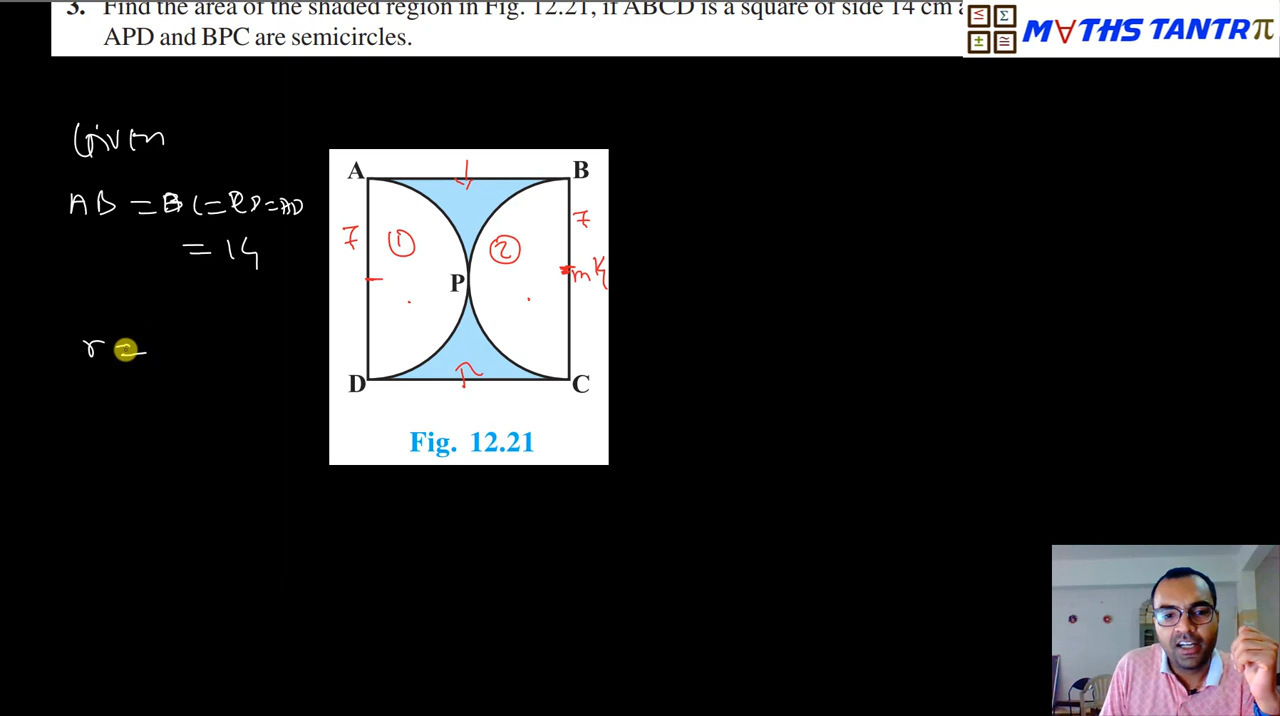 3. Find the area of the shaded region in Fig. 12.21, if ABCD is a square of side 14 cm
APD and BPC are semicircles.
≤ Σ
± ≅
M∀THS TANTRπ
Given
AB = BC = CD = AD
= 14
r =
A B
7 7
1 2
P
D C
Fig. 12.21